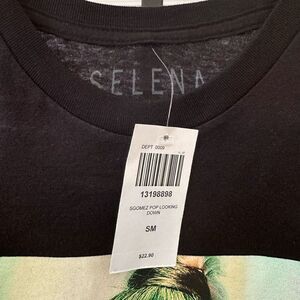 SELENA
DEPT 0009
13198898
SGOMEZ POP LOOKING
DOWN
SM
$22.90